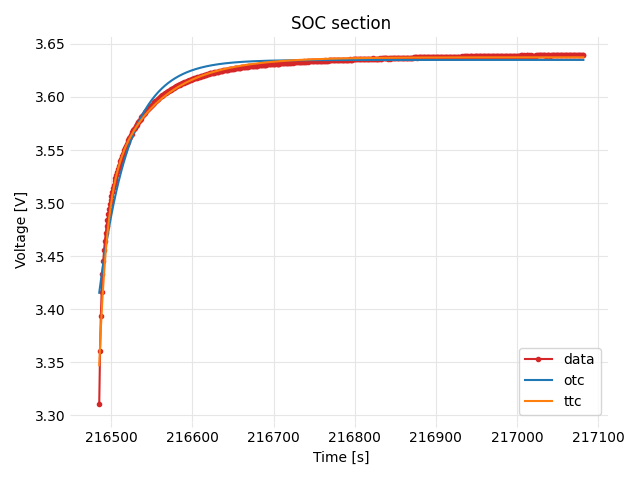 SOC section
Voltage [V]
3.65
3.60
3.55
3.50
3.45
3.40
3.35
3.30
data
otc
ttc
216500 216600 216700 216800 216900 217000 217100
Time [s]